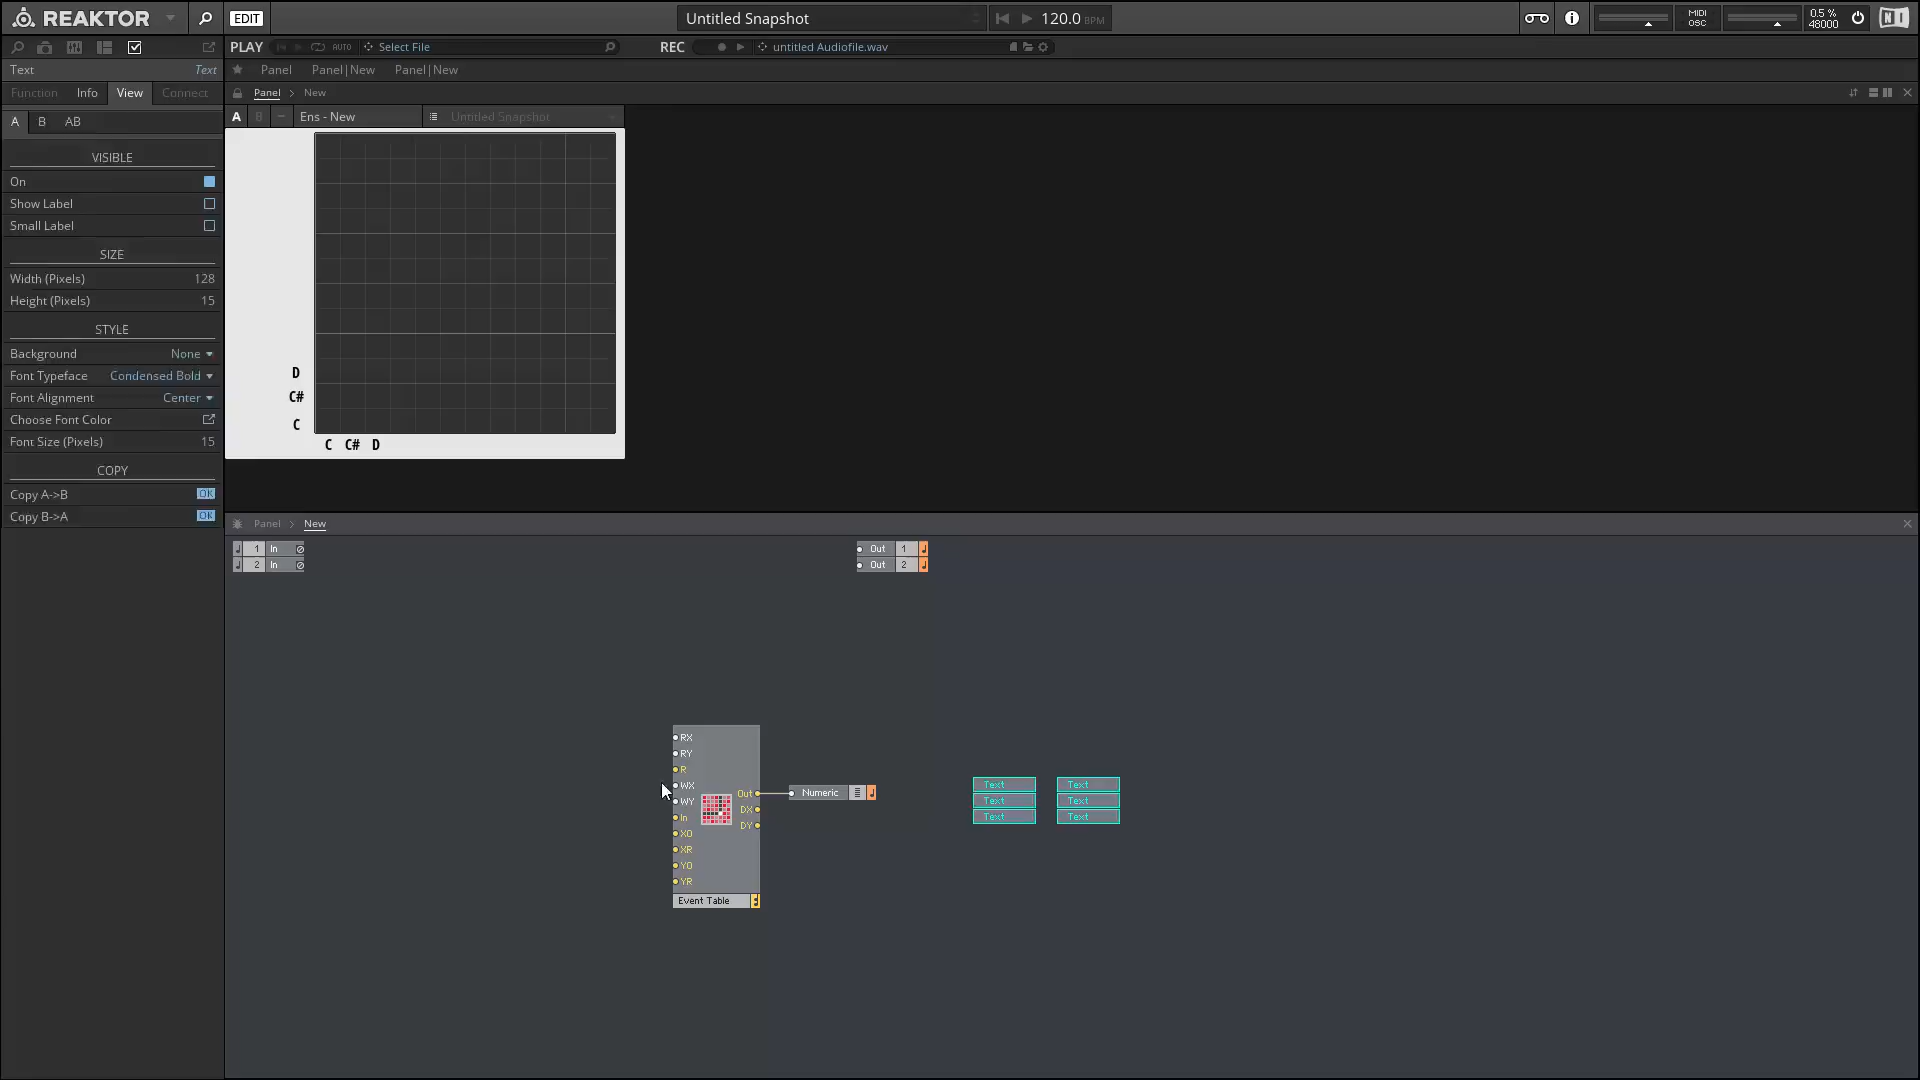 REAKTOR
EDIT
Untitled Snapshot
120.0 BPM
MIDI
OSC
0.5 %
48000
PLAY
AUTO
Select File
REC
untitled Audiofile.wav
Text
Text
Panel
Panel|New
Panel|New
Function
Info
View
Connect
Panel
New
A
B
AB
A
B
Ens - New
Untitled Snapshot
VISIBLE
On
Show Label
Small Label
SIZE
Width (Pixels) 128
Height (Pixels) 15
STYLE
Background None
Font Typeface Condensed Bold
Font Alignment Center
Choose Font Color
Font Size (Pixels) 15
COPY
Copy A->B OK
Copy B->A OK
D
C#
C
C C# D
Panel
New
1 In
2 In
Out 1
Out 2
RX
RY
R
WX
WY
In
XO
XR
YO
YR
Out
DX
DY
Event Table
Numeric
Text
Text
Text
Text
Text
Text